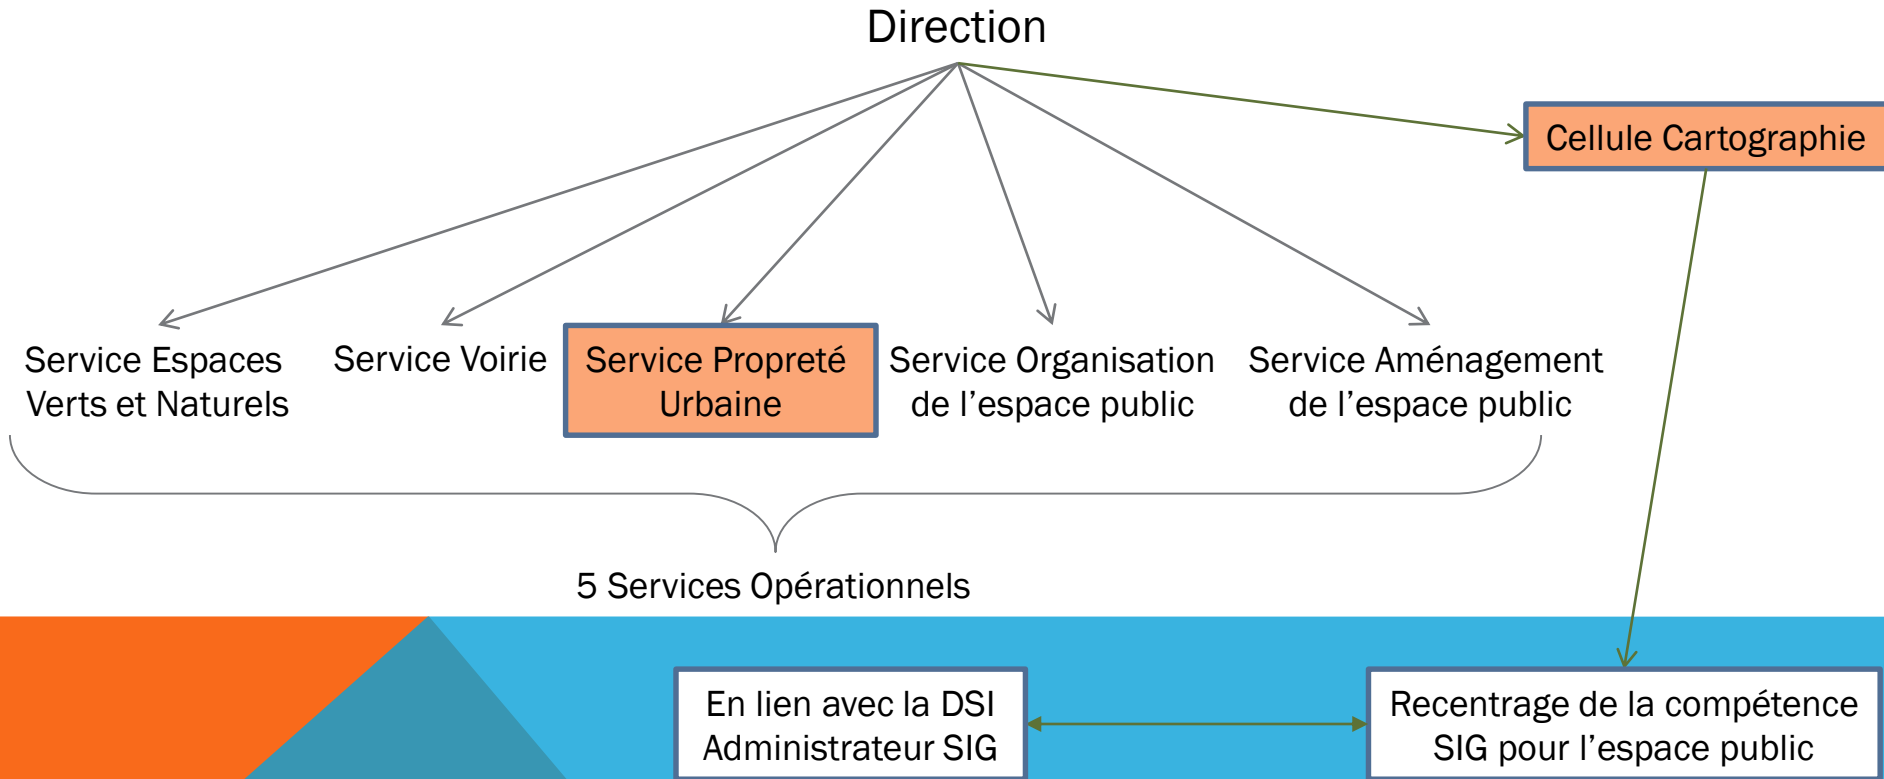 Direction
Cellule Cartographie
Service Espaces
Verts et Naturels
Service Voirie
Service Propreté
Urbaine
Service Organisation
de l'espace public
Service Aménagement
de l'espace public
5 Services Opérationnels
En lien avec la DSI
Administrateur SIG
Recentrage de la compétence
SIG pour l'espace public